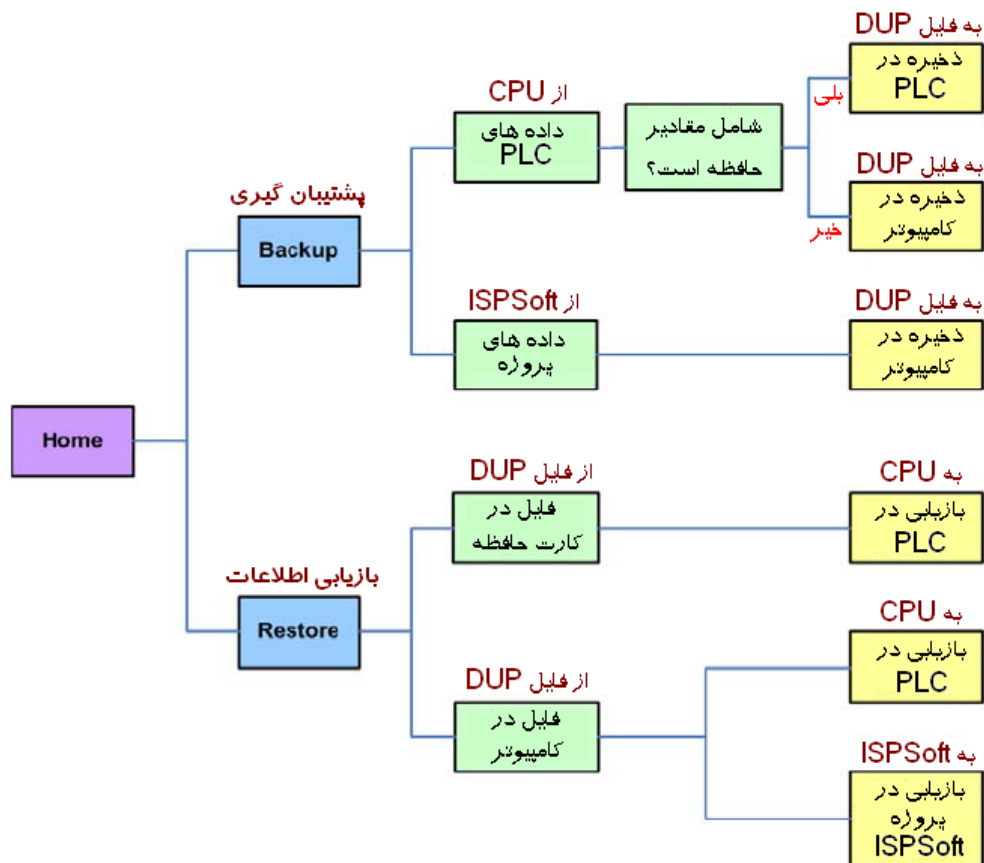 به فایل DUP
ذخیره در
PLC
بلی
از CPU
داده های
PLC
شامل مقادیر
حافظه است؟
به فایل DUP
ذخیره در
کامپیوتر
خیر
پشتیبان گیری
Backup
از ISPSoft
داده های
پروژه
به فایل DUP
ذخیره در
کامپیوتر
Home
از فایل DUP
فایل در
کارت حافظه
به CPU
بازیابی در
PLC
بازیابی اطلاعات
Restore
از فایل DUP
فایل در
کامپیوتر
به CPU
بازیابی در
PLC
به ISPSoft
بازیابی در
پروژه
ISPSoft